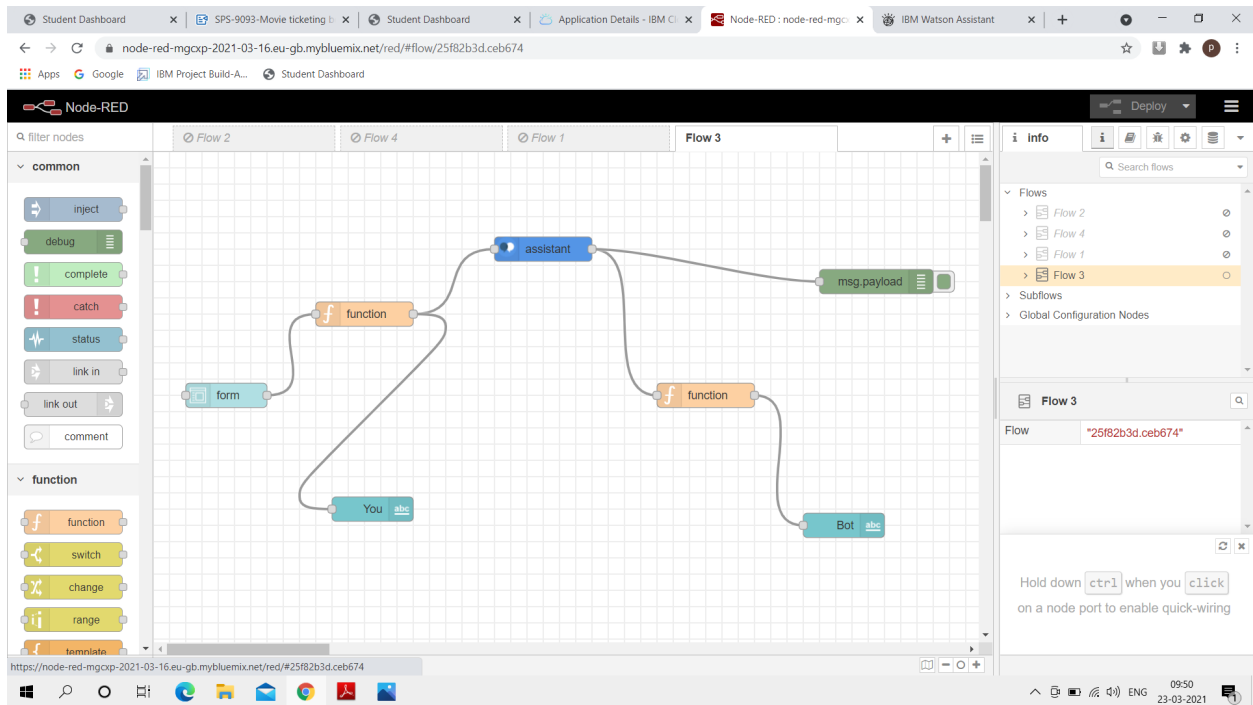 Student Dashboard
SPS-9093-Movie ticketing b
Student Dashboard
Application Details - IBM Cl
Node-RED : node-red-mgcx
IBM Watson Assistant
node-red-mgcxp-2021-03-16.eu-gb.mybluemix.net/red/#flow/25f82b3d.ceb674
P
Apps
Google
IBM Project Build-A...
Student Dashboard
Node-RED
Deploy
filter nodes
Flow 2
Flow 4
Flow 1
Flow 3
i info
i
common
Search flows
inject
debug
complete
catch
status
link in
link out
comment
function
function
switch
change
range
template
assistant
msg.payload
function
form
function
You abc
Bot abc
Flows
Flow 2
Flow 4
Flow 1
Flow 3
Subflows
Global Configuration Nodes
Flow 3
Flow "25f82b3d.ceb674"
Hold down ctrl when you click
on a node port to enable quick-wiring
https://node-red-mgcxp-2021-03-16.eu-gb.mybluemix.net/red/#25f82b3d.ceb674
ENG
09:50
23-03-2021
1